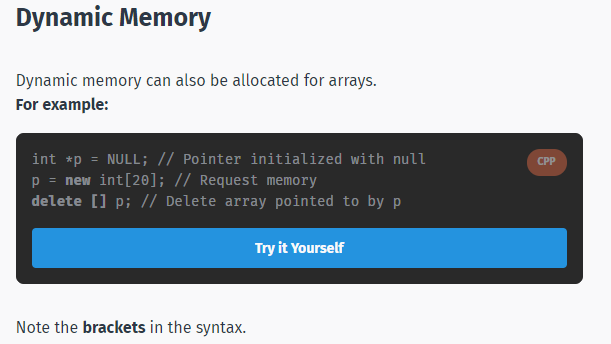 Dynamic Memory
Dynamic memory can also be allocated for arrays.
For example:
int *p = NULL; // Pointer initialized with null
CPP
p = new int[20]; // Request memory
delete [] p; // Delete array pointed to by p
Try it Yourself
Note the brackets in the syntax.